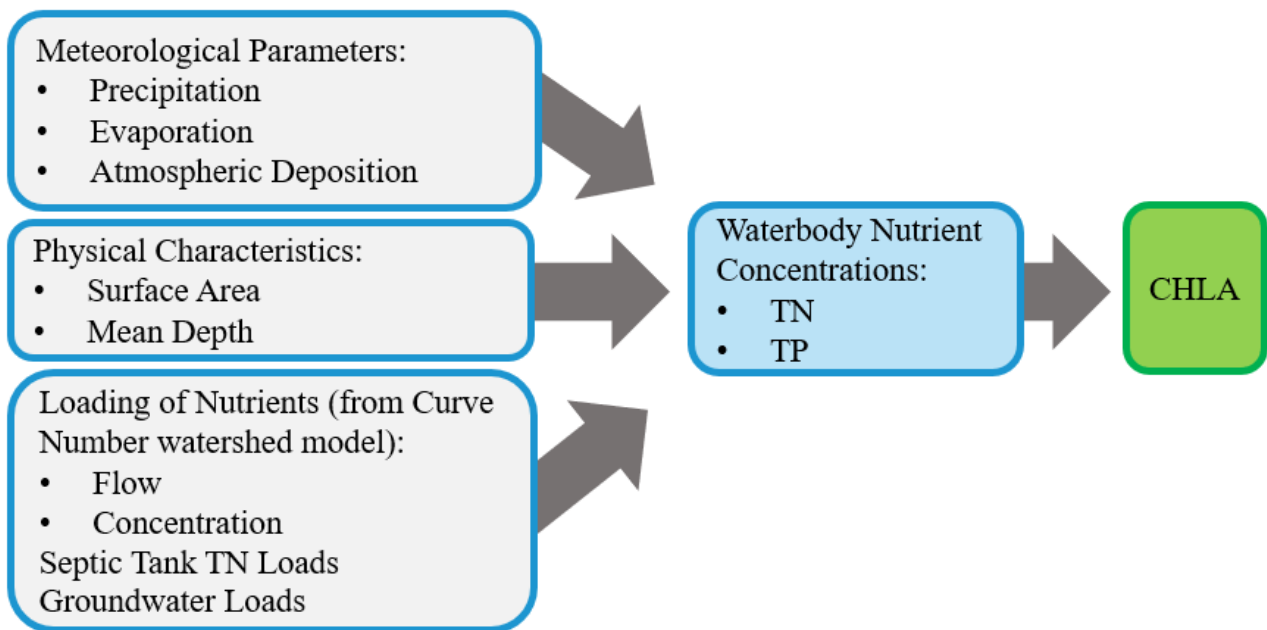 Meteorological Parameters:
• Precipitation
• Evaporation
• Atmospheric Deposition
Physical Characteristics:
• Surface Area
• Mean Depth
Loading of Nutrients (from Curve
Number watershed model):
• Flow
• Concentration
Septic Tank TN Loads
Groundwater Loads
Waterbody Nutrient
Concentrations:
• TN
• TP
CHLA